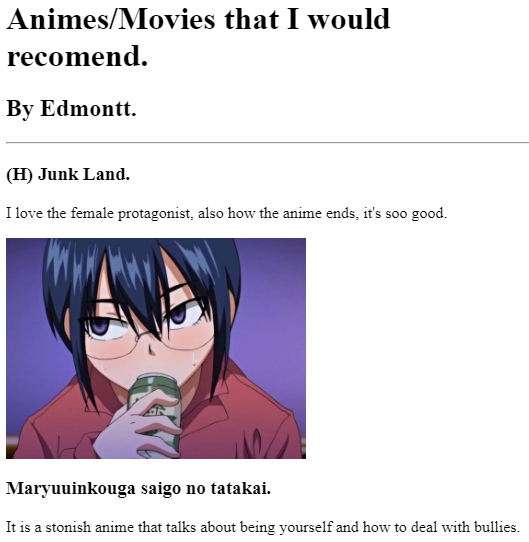 Animes/Movies that I would
recomend.
By Edmontt.
(H) Junk Land.
I love the female protagonist, also how the anime ends, it's soo good.
Maryuuinkouga saigo no tatakai.
It is a stonish anime that talks about being yourself and how to deal with bullies.